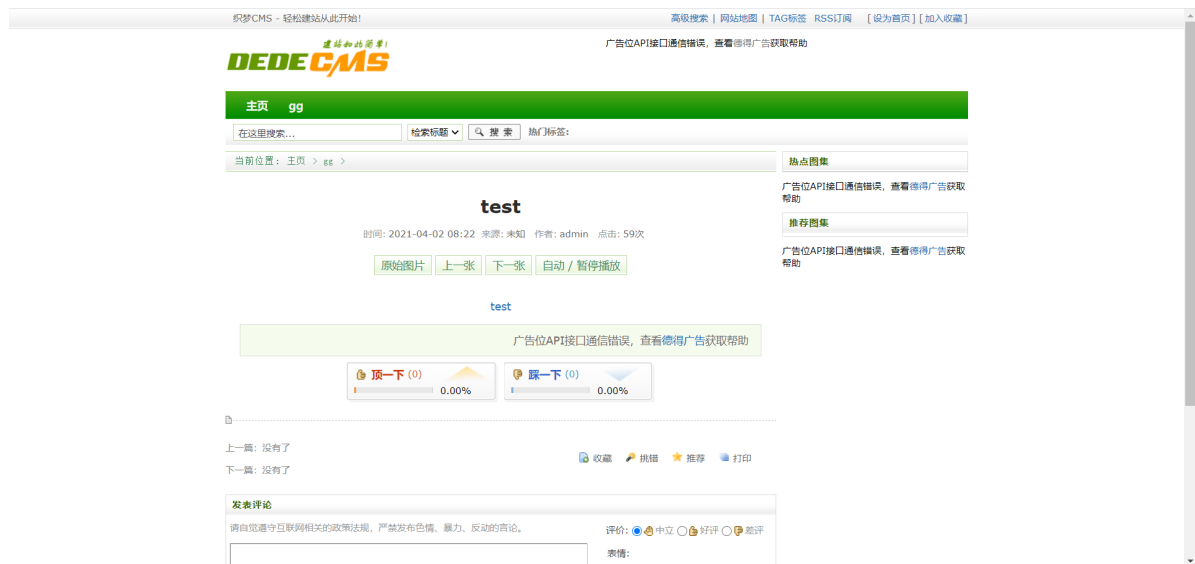 织梦CMS - 轻松建站从此开始!
高级搜索 | 网站地图 | TAG标签 RSS订阅 [设为首页] [加入收藏]
建站如此简单!
DEDECMS
广告位API接口通信错误，查看德得广告获取帮助
主页 gg
在这里搜索... 检索标题 搜 索 热门标签:
当前位置: 主页 > gg >
test
时间: 2021-04-02 08:22 来源: 未知 作者: admin 点击: 59次
原始图片 上一张 下一张 自动 / 暂停播放
test
广告位API接口通信错误，查看德得广告获取帮助
顶一下 (0)
0.00%
踩一下 (0)
0.00%
上一篇: 没有了
下一篇: 没有了
收藏 挑错 推荐 打印
发表评论
请自觉遵守互联网相关的政策法规，严禁发布色情、暴力、反动的言论。
评价: 中立 好评 差评
表情:
热点图集
广告位API接口通信错误，查看德得广告获取
帮助
推荐图集
广告位API接口通信错误，查看德得广告获取
帮助